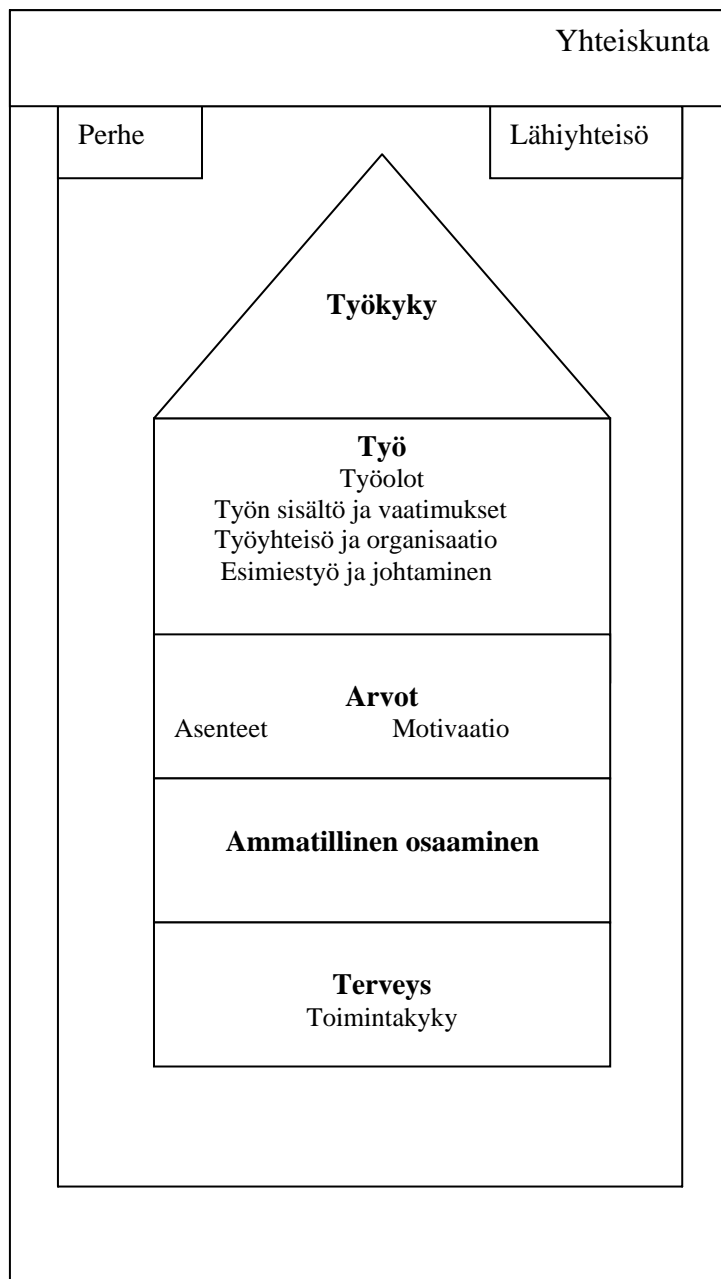 Yhteiskunta
Perhe Lähiyhteisö
Työkyky
Työ
Työolot
Työn sisältö ja vaatimukset
Työyhteisö ja organisaatio
Esimiestyö ja johtaminen
Arvot
Asenteet Motivaatio
Ammatillinen osaaminen
Terveys
Toimintakyky